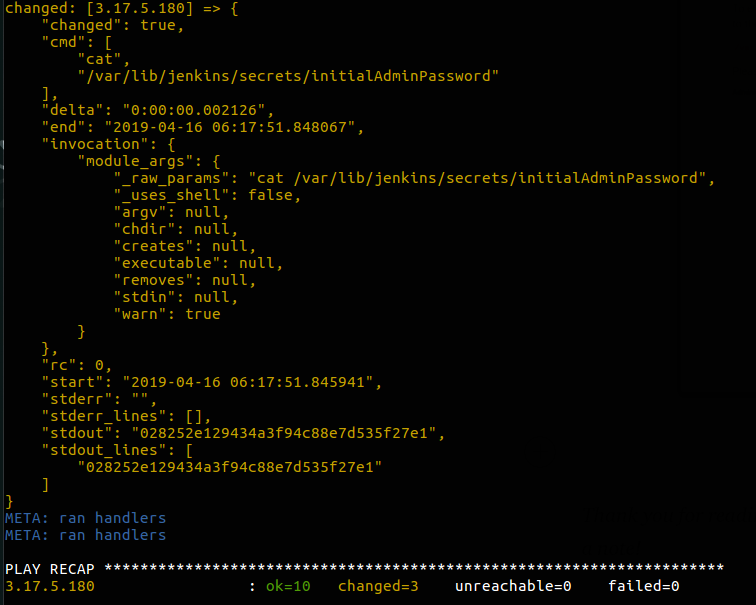 changed: [3.17.5.180] => {
    "changed": true,
    "cmd": [
        "cat",
        "/var/lib/jenkins/secrets/initialAdminPassword"
    ],
    "delta": "0:00:00.002126",
    "end": "2019-04-16 06:17:51.848067",
    "invocation": {
        "module_args": {
            "_raw_params": "cat /var/lib/jenkins/secrets/initialAdminPassword",
            "_uses_shell": false,
            "argv": null,
            "chdir": null,
            "creates": null,
            "executable": null,
            "removes": null,
            "stdin": null,
            "warn": true
        }
    },
    "rc": 0,
    "start": "2019-04-16 06:17:51.845941",
    "stderr": "",
    "stderr_lines": [],
    "stdout": "028252e129434a3f94c88e7d535f27e1",
    "stdout_lines": [
        "028252e129434a3f94c88e7d535f27e1"
    ]
}
META: ran handlers
META: ran handlers

PLAY RECAP *********************************************************************
3.17.5.180                 : ok=10   changed=3    unreachable=0    failed=0